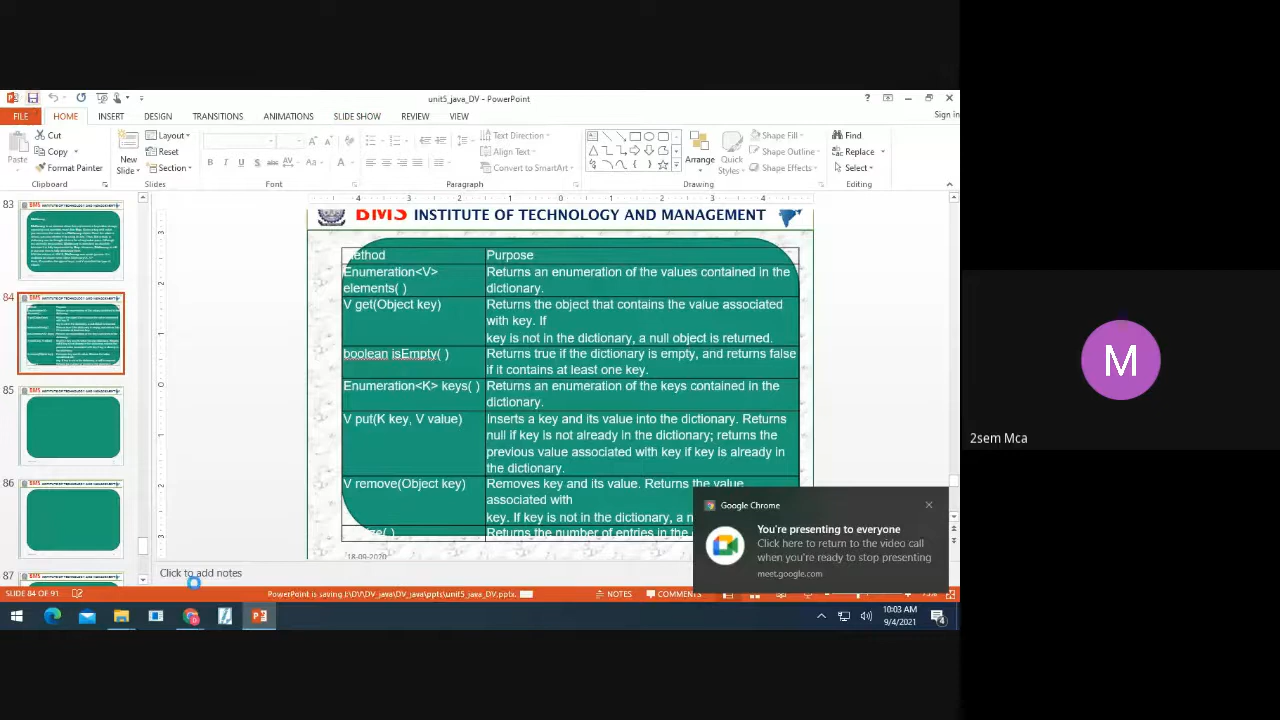 unit5_java_DV - PowerPoint
Sign in
FILE HOME INSERT DESIGN TRANSITIONS ANIMATIONS SLIDE SHOW REVIEW VIEW
Paste
Cut
Copy
Format Painter
Clipboard
New Slide
Layout
Reset
Section
Slides
Font
Text Direction
Align Text
Convert to SmartArt
Paragraph
Arrange
Quick Styles
Shape Fill
Shape Outline
Shape Effects
Drawing
Find
Replace
Select
Editing
83
84
85
86
87
BMS INSTITUTE OF TECHNOLOGY AND MANAGEMENT
Method Purpose
Enumeration<V> elements( )
Returns an enumeration of the values contained in the
dictionary.
V get(Object key)
Returns the object that contains the value associated
with key. If
key is not in the dictionary, a null object is returned.
boolean isEmpty( )
Returns true if the dictionary is empty, and returns false
if it contains at least one key.
Enumeration<K> keys( )
Returns an enumeration of the keys contained in the
dictionary.
V put(K key, V value)
Inserts a key and its value into the dictionary. Returns
null if key is not already in the dictionary; returns the
previous value associated with key if key is already in
the dictionary.
V remove(Object key)
Removes key and its value. Returns the value
associated with
key. If key is not in the dictionary, a n
Returns the number of entries in the
18-09-2020
Click to add notes
Google Chrome
You're presenting to everyone
Click here to return to the video call
when you're ready to stop presenting
meet.google.com
SLIDE 84 OF 91
PowerPoint is saving
NOTES
COMMENTS
10:03 AM
9/4/2021
4
M
2sem Mca